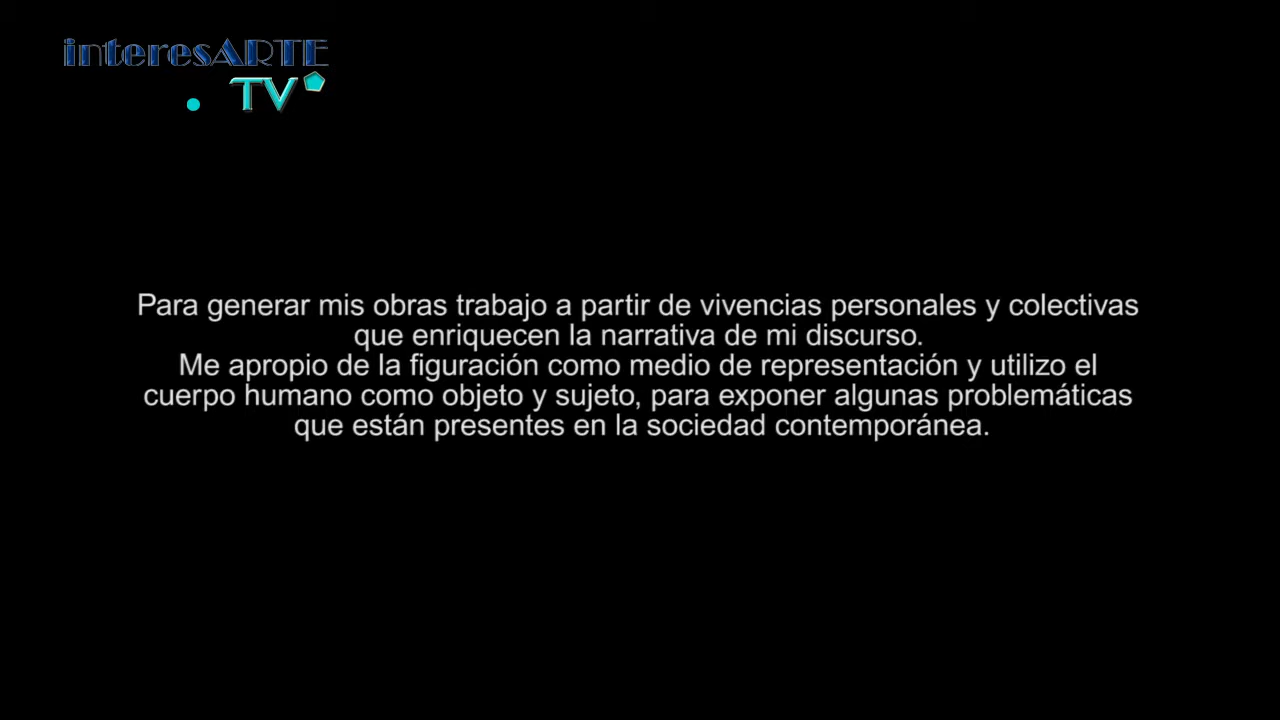 interesARTE
TV
Para generar mis obras trabajo a partir de vivencias personales y colectivas
que enriquecen la narrativa de mi discurso.
Me apropio de la figuración como medio de representación y utilizo el
cuerpo humano como objeto y sujeto, para exponer algunas problemáticas
que están presentes en la sociedad contemporánea.